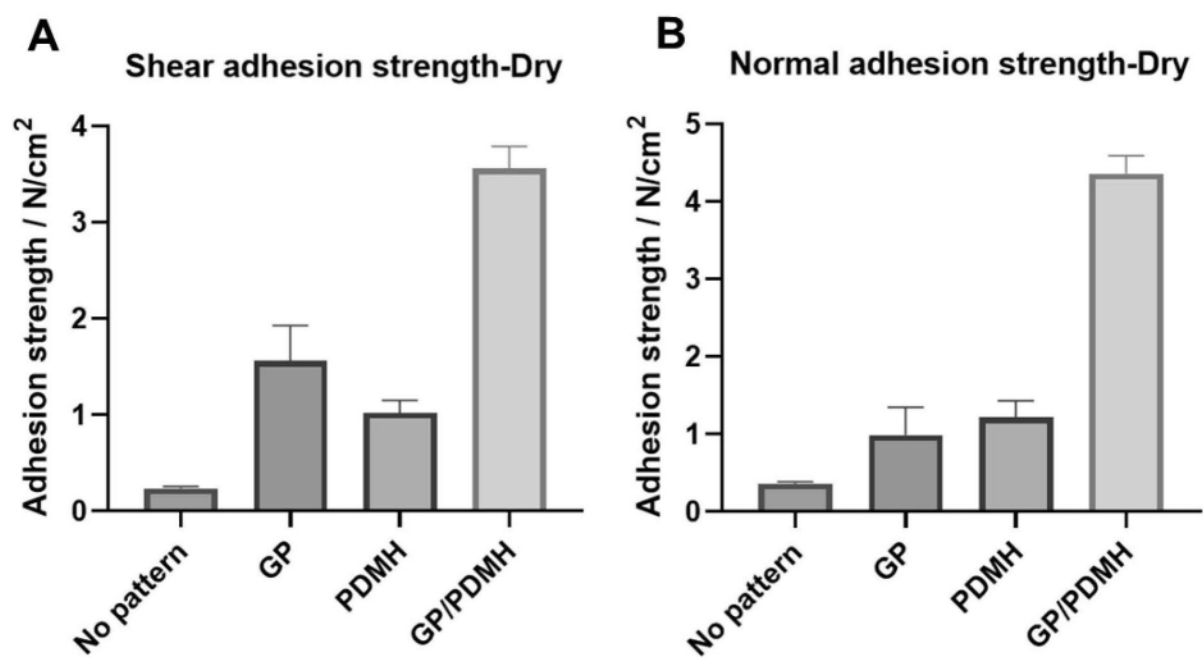 A
Shear adhesion strength-Dry
Adhesion strength / N/cm²
4
3
2
1
0
No pattern
GP
PDMH
GP/PDMH
B
Normal adhesion strength-Dry
Adhesion strength / N/cm²
5
4
3
2
1
0
No pattern
GP
PDMH
GP/PDMH